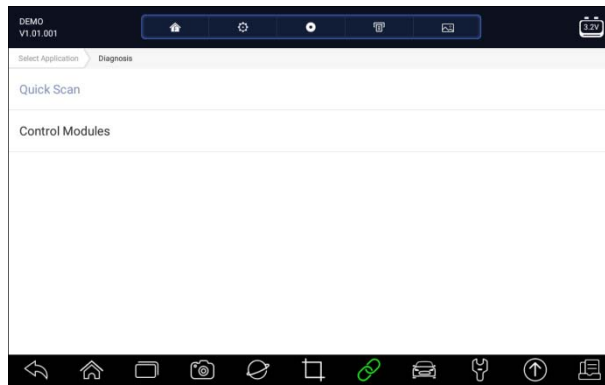 DEMO
V1.01.001
3.2V
Select Application
Diagnosis
Quick Scan
Control Modules